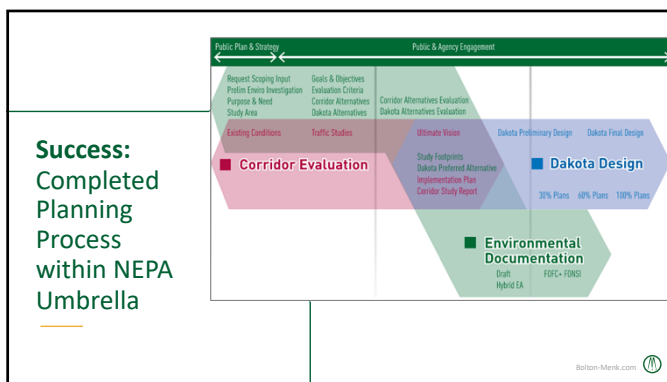 Public Plan & Strategy
Public & Agency Engagement
Request Scoping Input
Prelim Enviro Investigation
Purpose & Need
Study Area
Goals & Objectives
Evaluation Criteria
Corridor Alternatives
Dakota Alternatives
Corridor Alternatives Evaluation
Dakota Alternatives Evaluation
Existing Conditions
Traffic Studies
Ultimate Vision
Dakota Preliminary Design
Dakota Final Design
Success:
Completed
Planning
Process
within NEPA
Umbrella
Corridor Evaluation
Study Footprints
Dakota Preferred Alternative
Implementation Plan
Corridor Study Report
Dakota Design
30% Plans
60% Plans
100% Plans
Environmental
Documentation
Draft
Hybrid EA
FOFC+ FONSI
Bolton-Menk.com